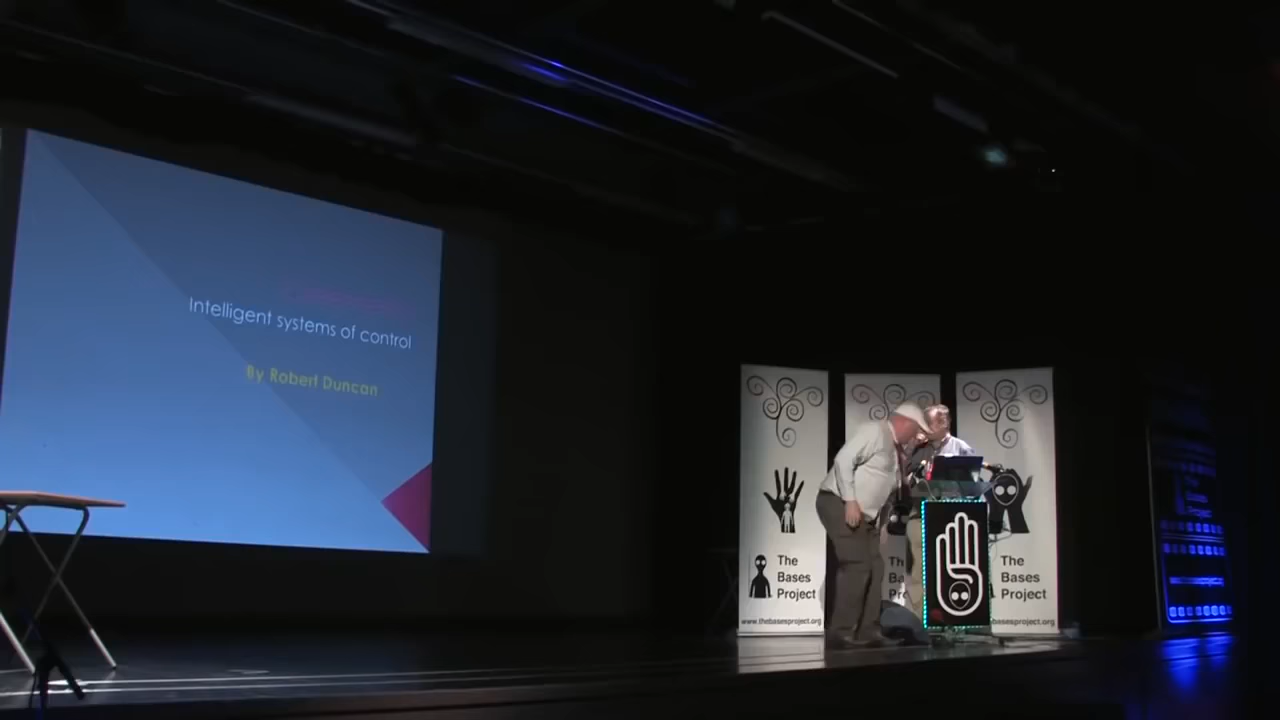 Intelligent systems of control
By Robert Duncan
The
Bases
Project
www.thebasesproject.org
The
Bases
Project
basesproject.org